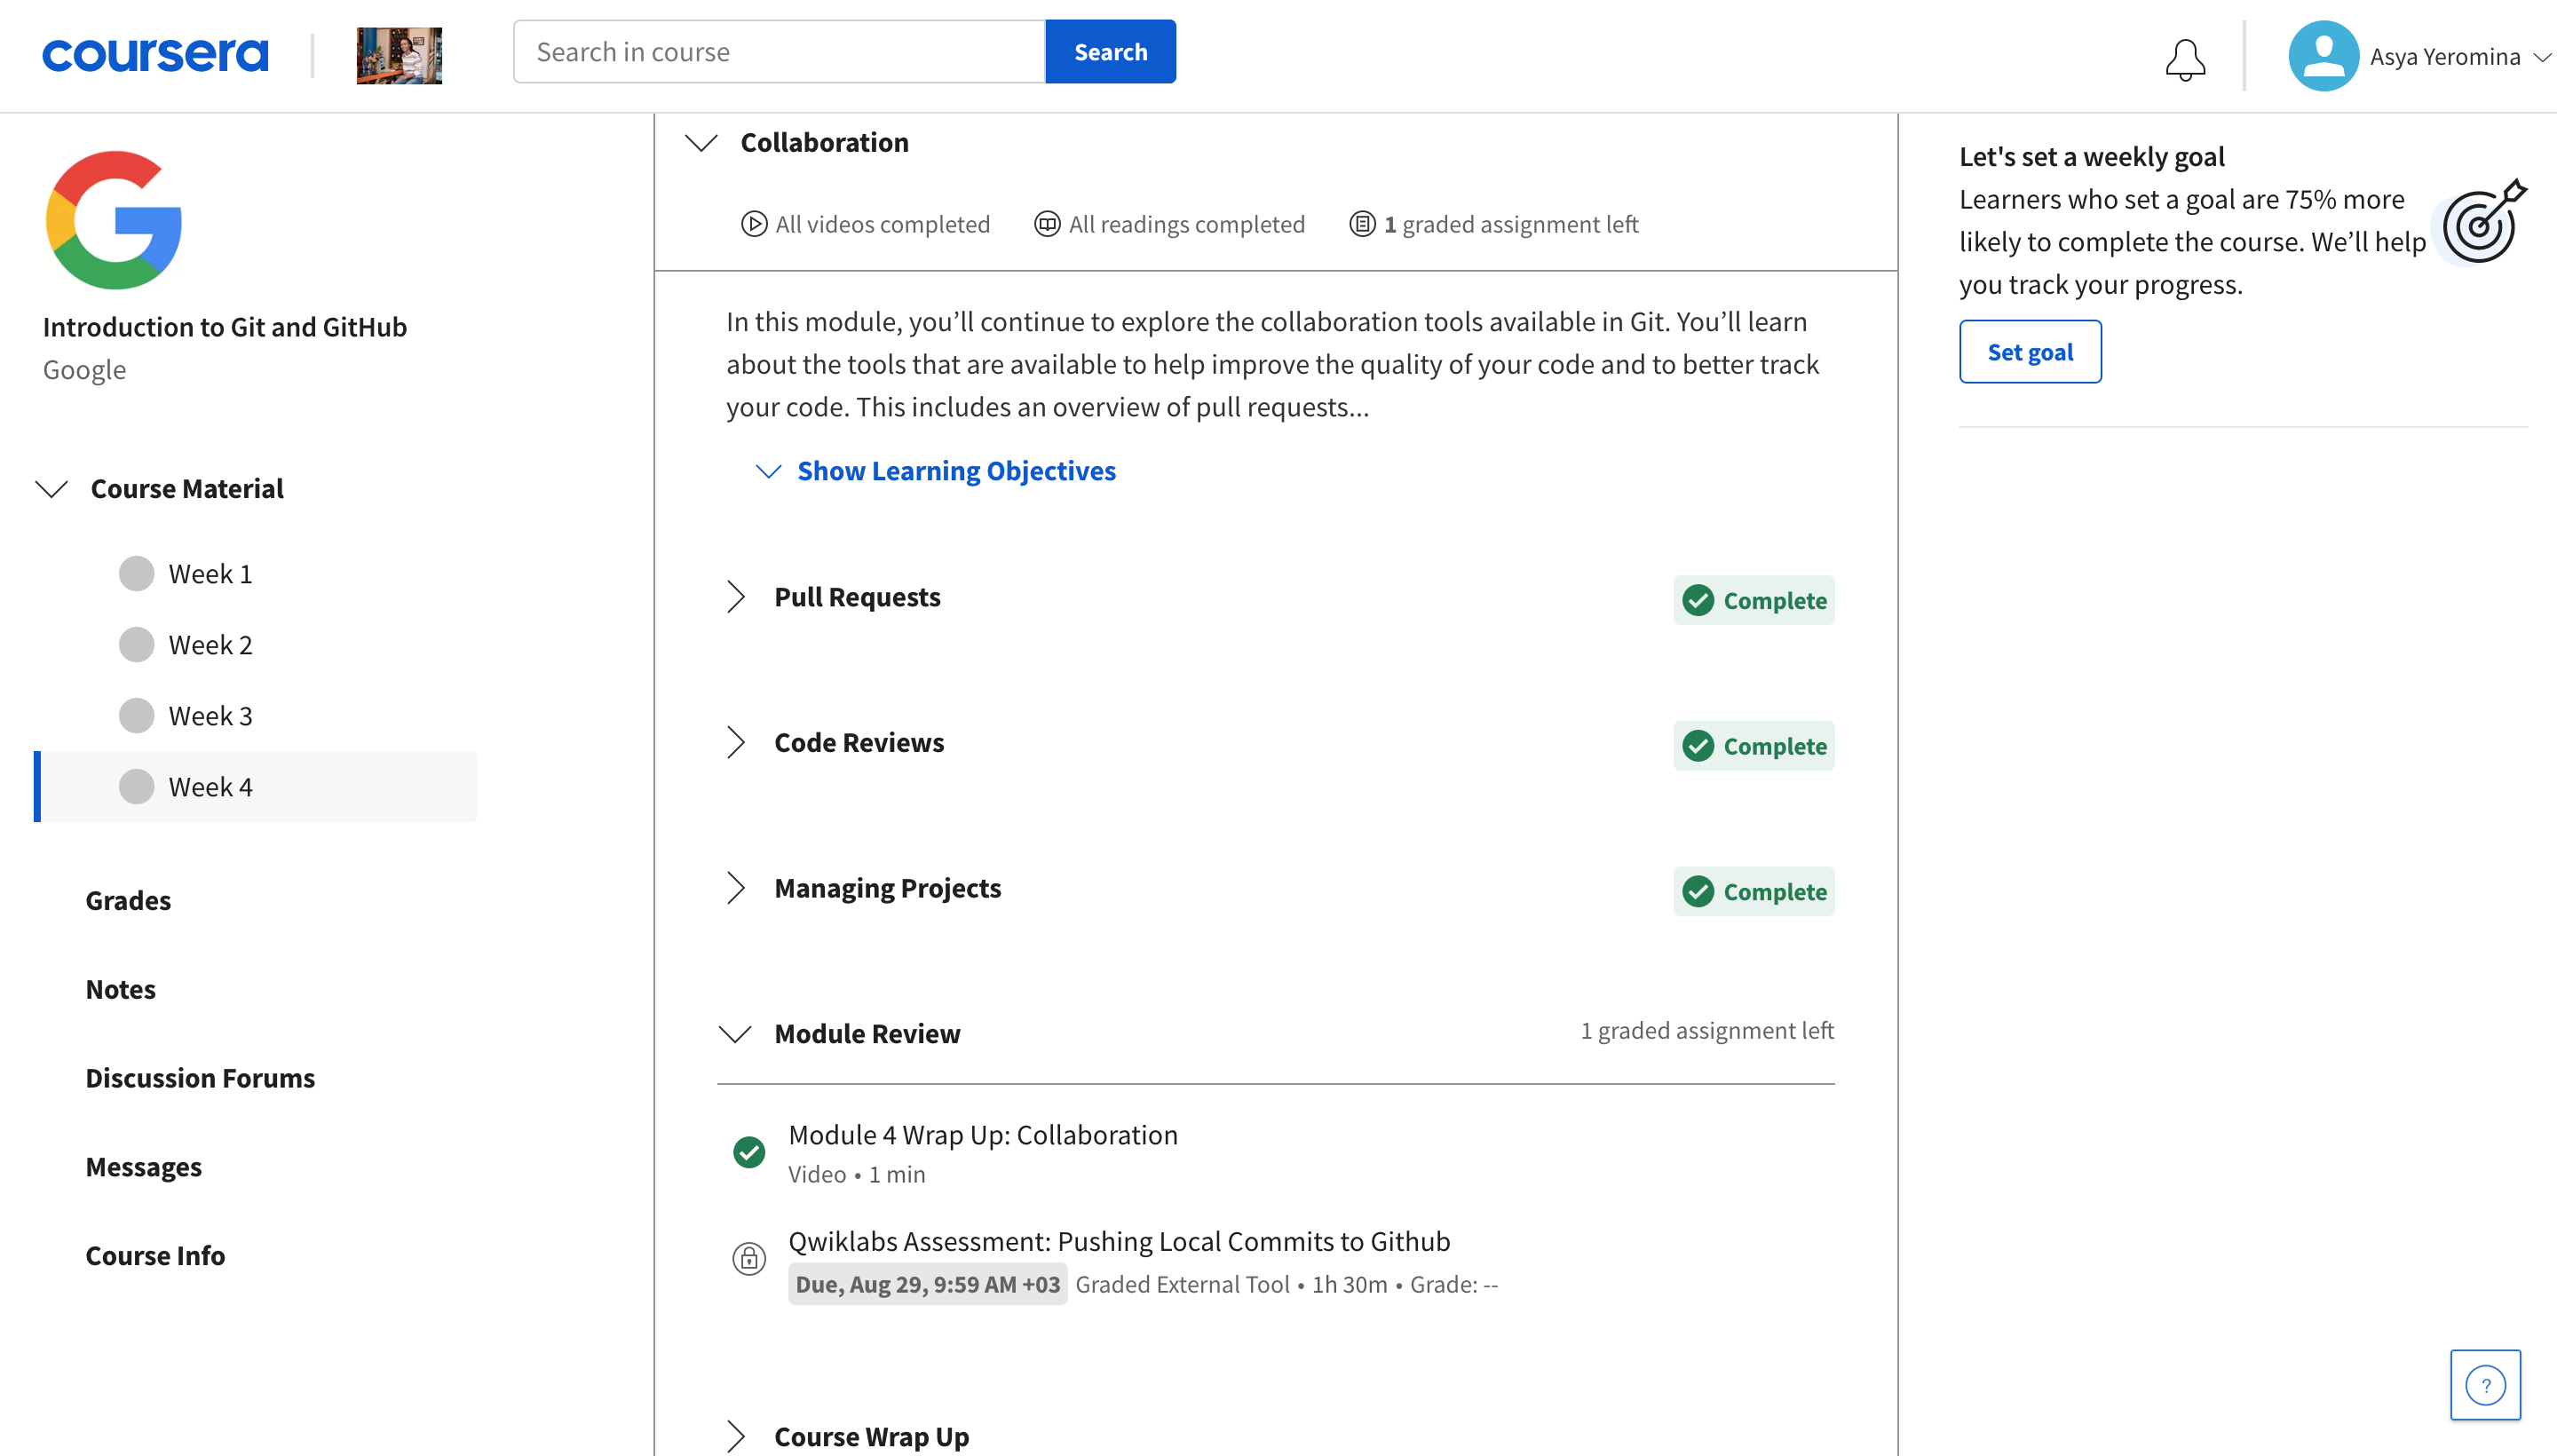 coursera
Search in course
Search
Asya Yeromina
Introduction to Git and GitHub
Google
Course Material
Week 1
Week 2
Week 3
Week 4
Grades
Notes
Discussion Forums
Messages
Course Info
Collaboration
All videos completed
All readings completed
1 graded assignment left
In this module, you’ll continue to explore the collaboration tools available in Git. You’ll learn
about the tools that are available to help improve the quality of your code and to better track
your code. This includes an overview of pull requests...
Show Learning Objectives
Pull Requests
Complete
Code Reviews
Complete
Managing Projects
Complete
Module Review
1 graded assignment left
Module 4 Wrap Up: Collaboration
Video • 1 min
Qwiklabs Assessment: Pushing Local Commits to Github
Due, Aug 29, 9:59 AM +03 Graded External Tool • 1h 30m • Grade: --
Course Wrap Up
Let's set a weekly goal
Learners who set a goal are 75% more
likely to complete the course. We’ll help
you track your progress.
Set goal
?